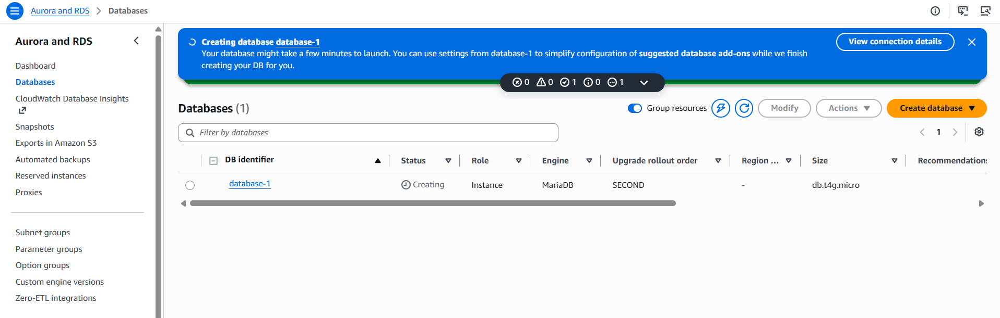 Aurora and RDS > Databases
Aurora and RDS
Dashboard
Databases
CloudWatch Database Insights
Snapshots
Exports in Amazon S3
Automated backups
Reserved instances
Proxies
Subnet groups
Parameter groups
Option groups
Custom engine versions
Zero-ETL integrations
Creating database database-1
Your database might take a few minutes to launch. You can use settings from database-1 to simplify configuration of suggested database add-ons while we finish
creating your DB for you.
View connection details
0 0 1 0 1
Databases (1)
Group resources
Modify
Actions
Create database
Filter by databases
1
DB identifier Status Role Engine Upgrade rollout order Region ... Size Recommendations
database-1 Creating Instance MariaDB SECOND - db.t4g.micro